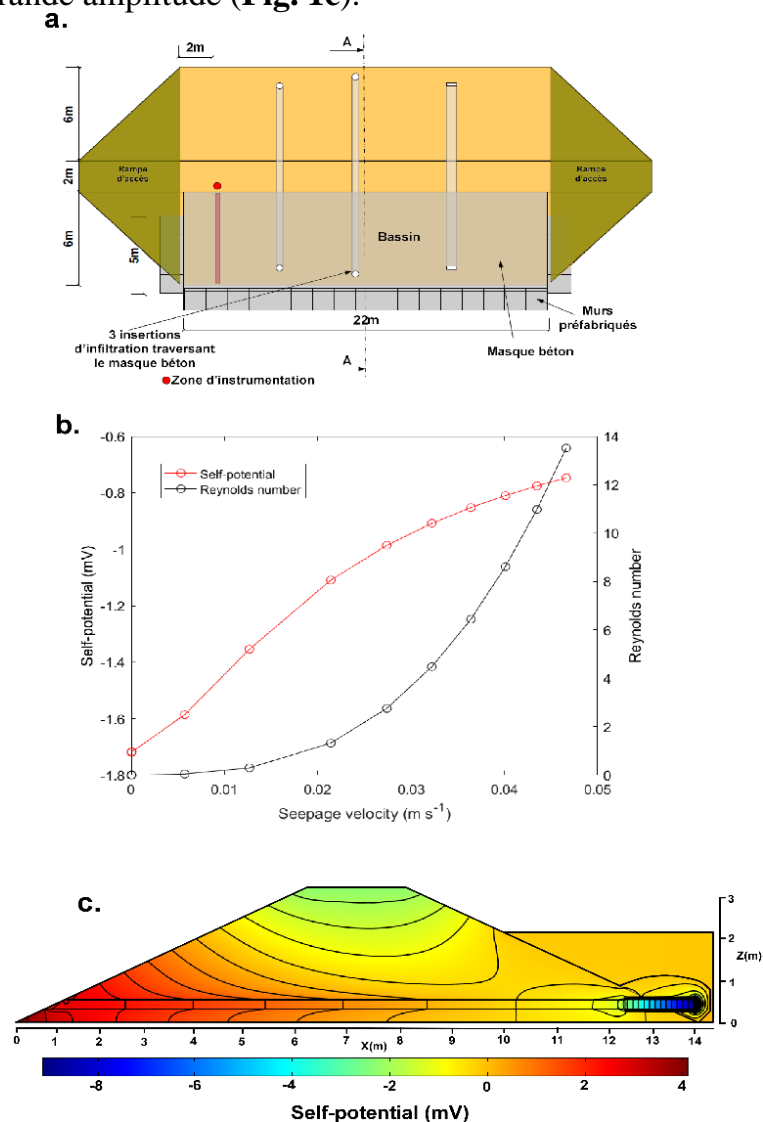 rande amplitude (Fig. 1c).
a.
2m
A
6m
2m
6m
5m
Rampe
d'accés
Rampe
d'accés
Bassin
22m
3 insertions
d'infiltration traversant
le masque béton
A
Masque béton
Murs
préfabriqués
Zone d'instrumentation
b.
-0.6
-0.8
-1
-1.2
-1.4
-1.6
-1.8
Self-potential (mV)
Self-potential
Reynolds number
14
12
10
8
6
4
2
0
Reynolds number
0
0.01
0.02
0.03
0.04
0.05
Seepage velocity (m s⁻¹)
c.
3
2
1
0
Z(m)
0 1 2 3 4 5 6 7 8 9 10 11 12 13 14
X(m)
-8 -6 -4 -2 0 2 4
Self-potential (mV)